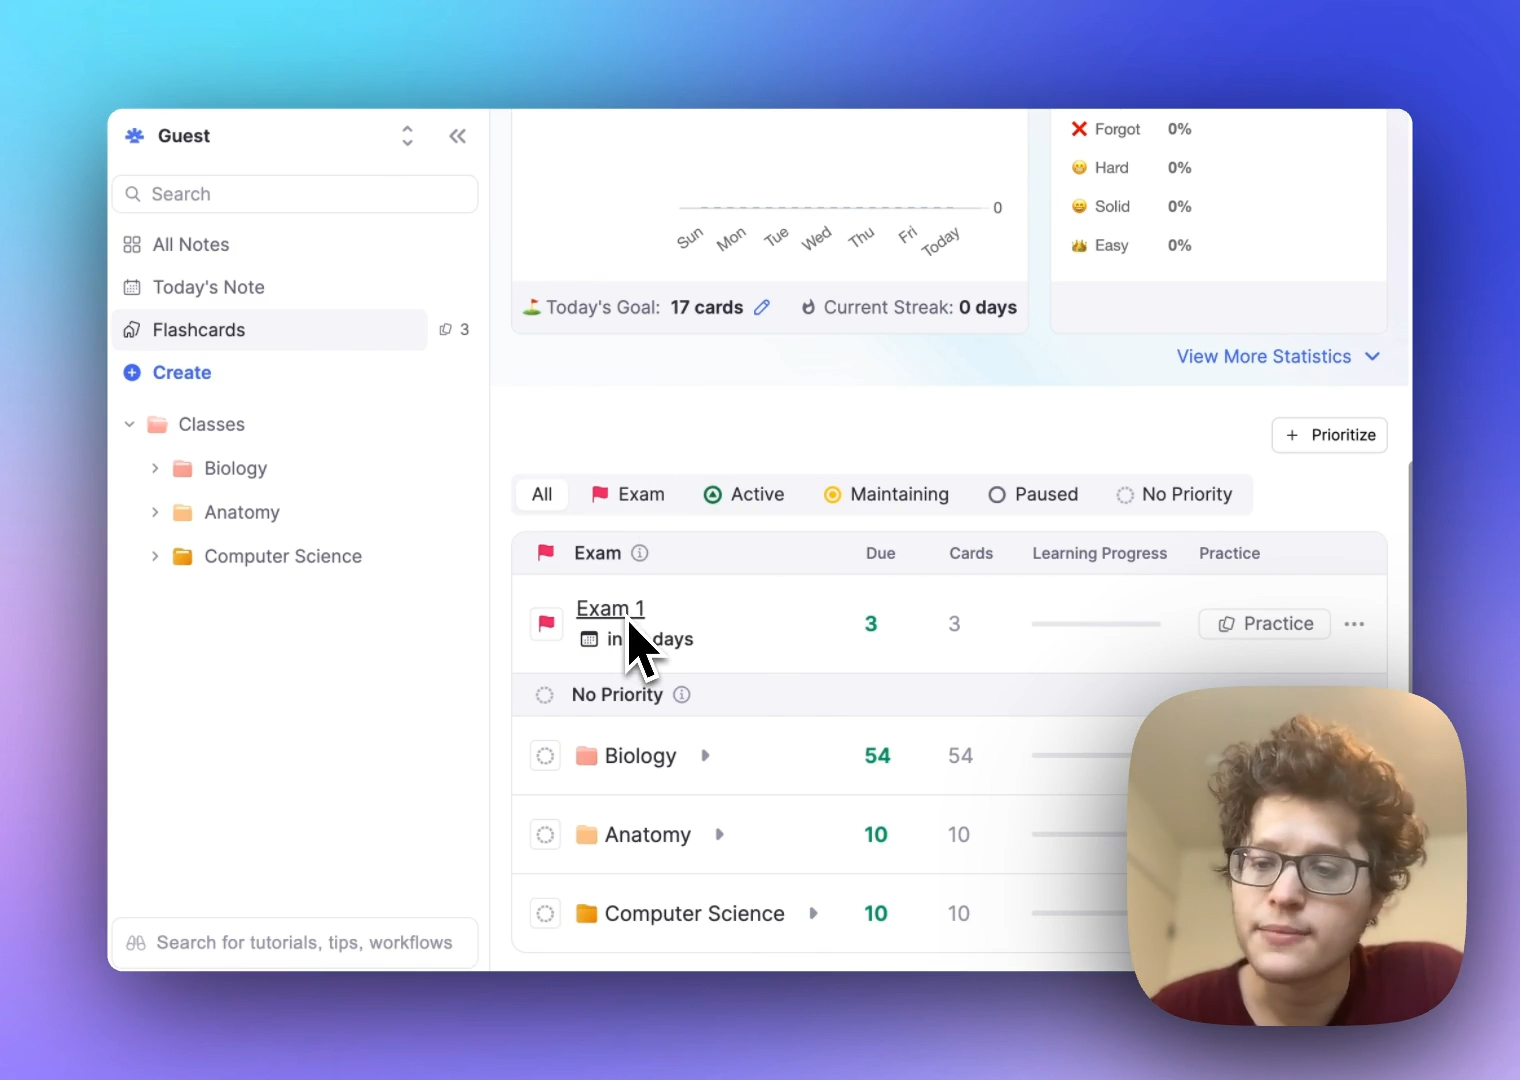 Guest
Search
All Notes
Today's Note
Flashcards 3
Create
Classes
Biology
Anatomy
Computer Science
Search for tutorials, tips, workflows
0
Sun Mon Tue Wed Thu Fri Today
Today's Goal: 17 cards Current Streak: 0 days
Forgot 0%
Hard 0%
Solid 0%
Easy 0%
View More Statistics
+ Prioritize
All Exam Active Maintaining Paused No Priority
Exam Due Cards Learning Progress Practice
Exam 1 3 3 Practice
in days
No Priority
Biology 54 54
Anatomy 10 10
Computer Science 10 10